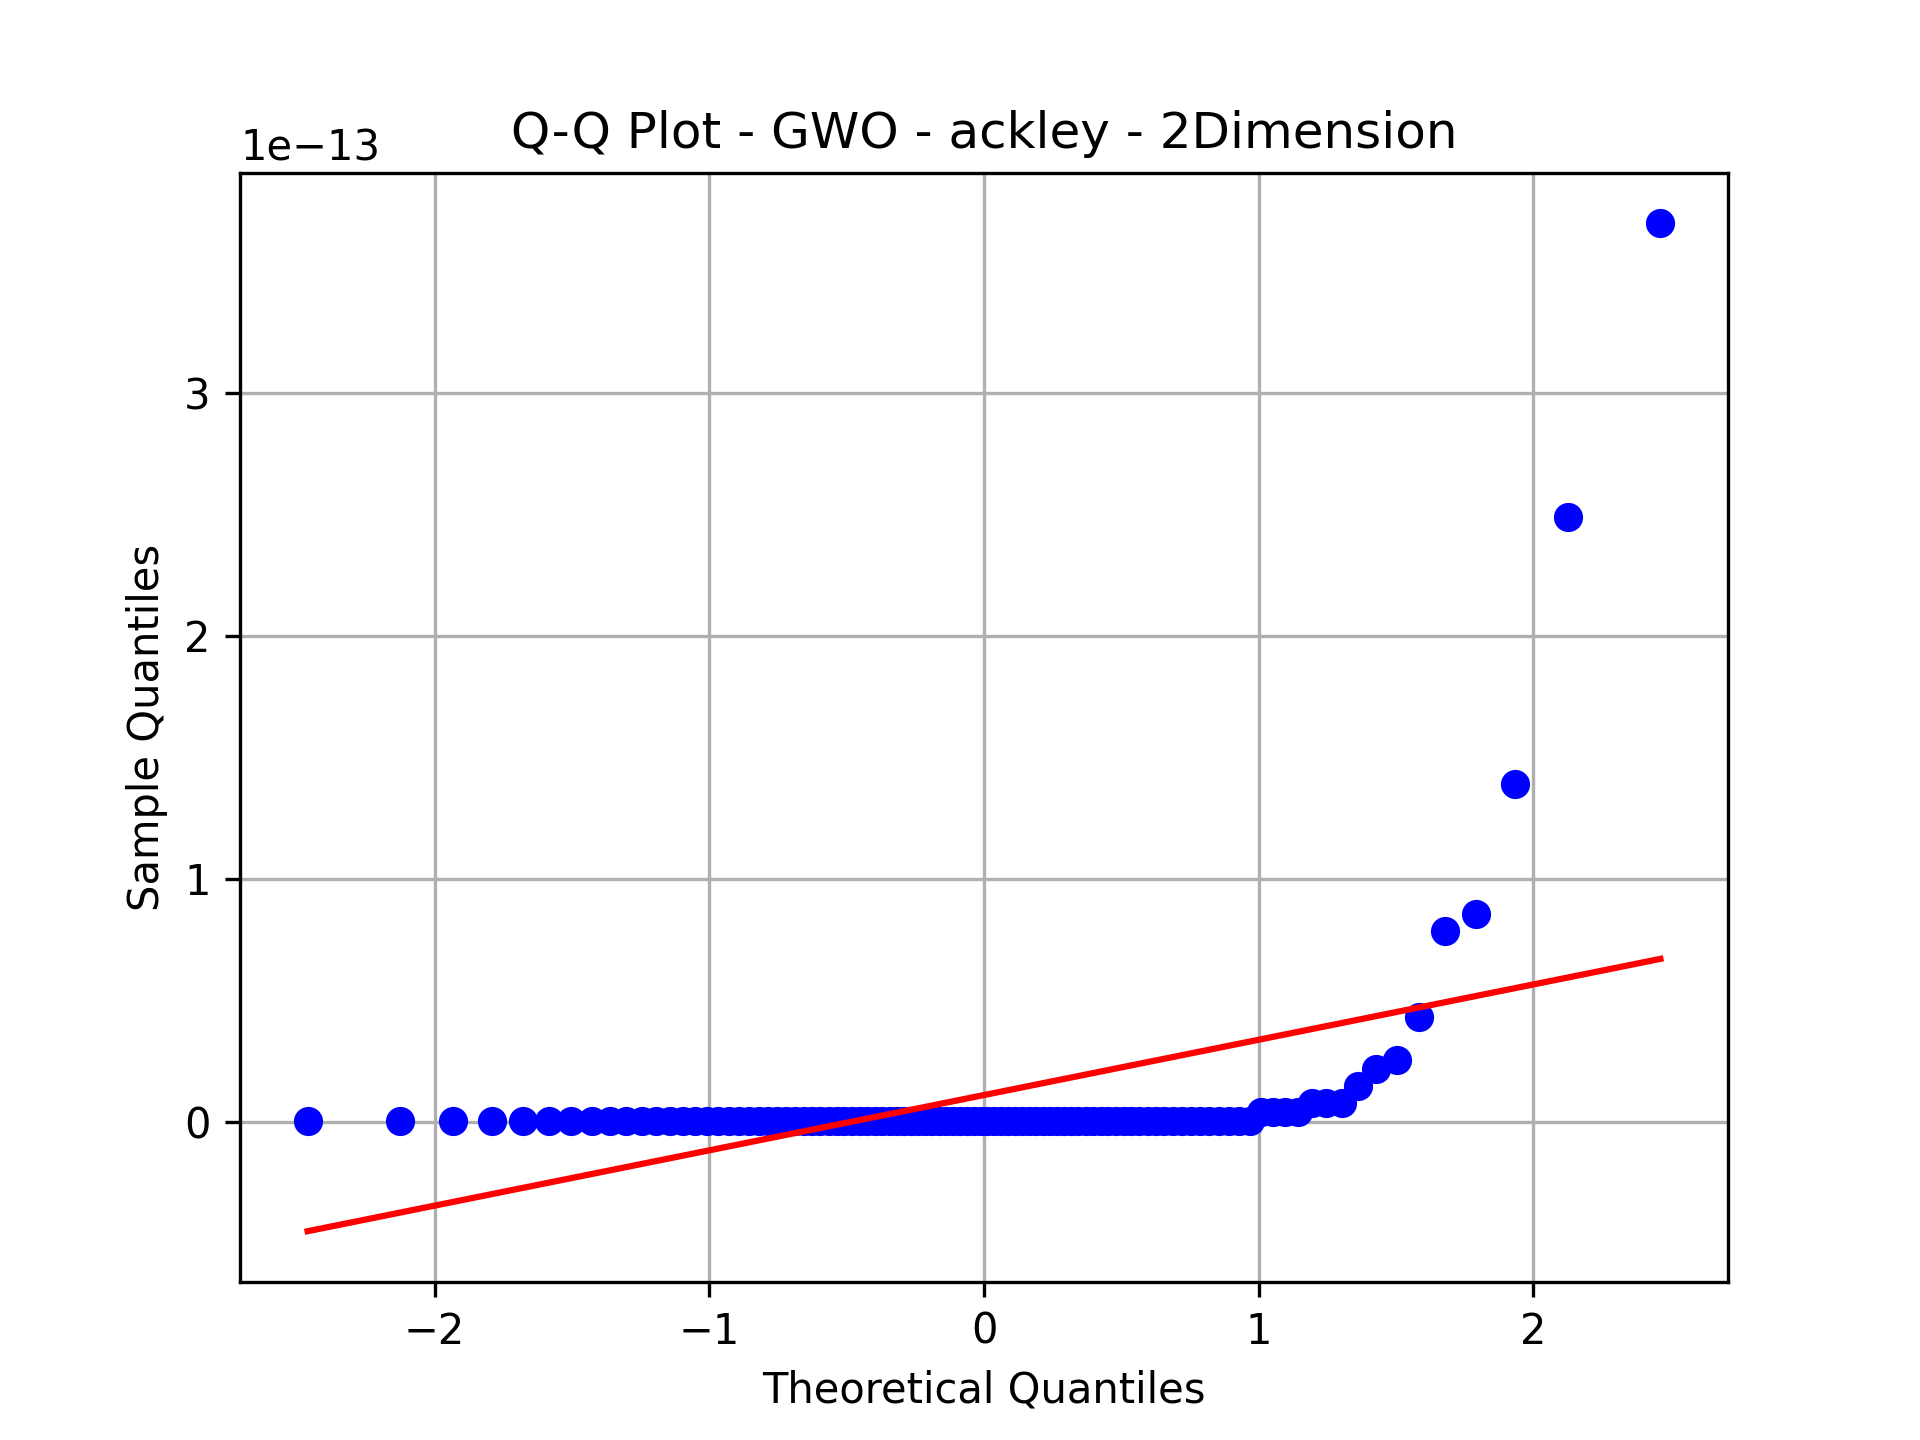 Q-Q Plot - GWO - ackley - 2Dimension
1e−13
3
2
1
0
Sample Quantiles
−2
−1
0
1
2
Theoretical Quantiles